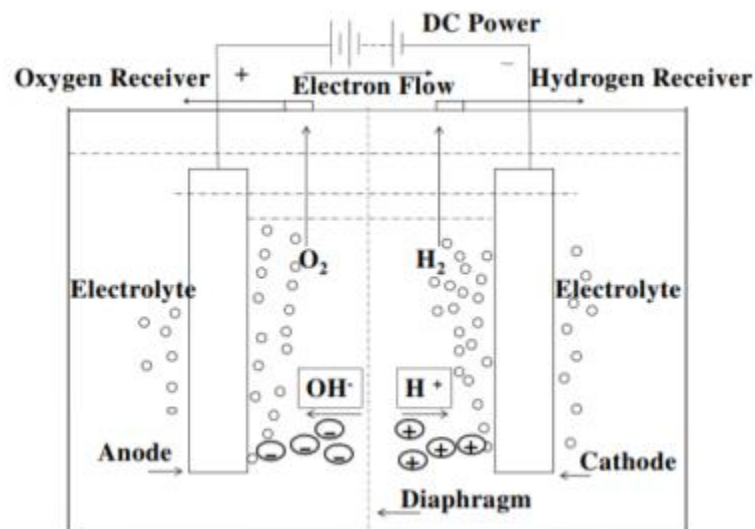 DC Power
Oxygen Receiver + Electron Flow − Hydrogen Receiver
O₂ H₂
Electrolyte Electrolyte
OH⁻ H⁺
− − − − + + + +
Anode Cathode
Diaphragm